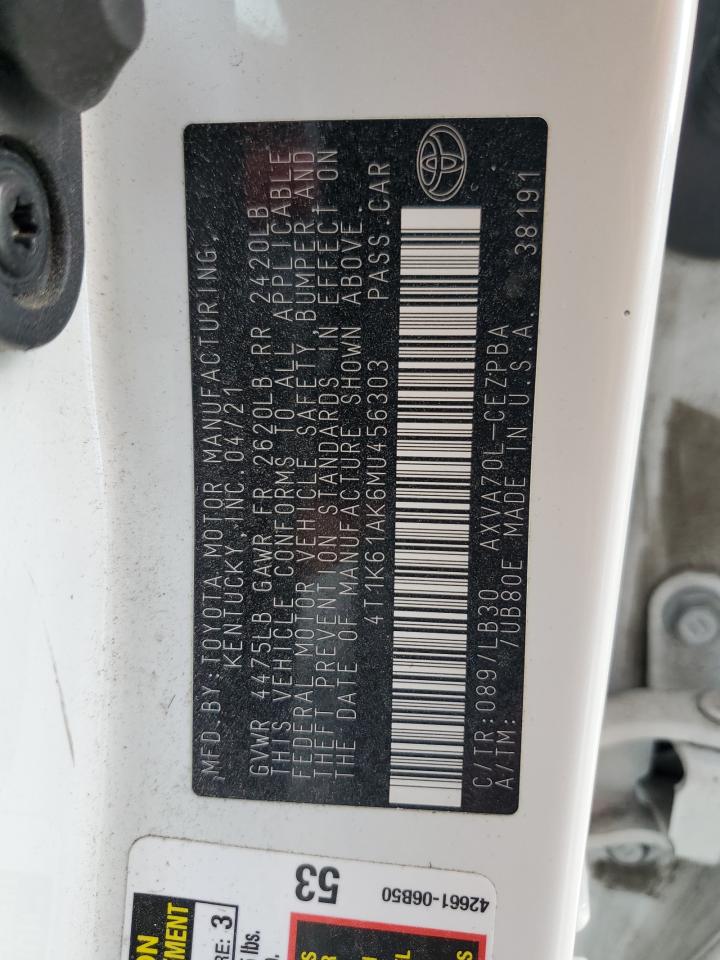 MFD.BY:TOYOTA MOTOR MANUFACTURING,
KENTUCKY, INC. 04/21
GVWR 4475LB GAWR FR 2620LB RR 2420LB
THIS VEHICLE CONFORMS TO ALL APPLICABLE
FEDERAL MOTOR VEHICLE SAFETY, BUMPER, AND
THEFT PREVENTION STANDARDS IN EFFECT ON
THE DATE OF MANUFACTURE SHOWN ABOVE.
4T1K61AK6MU456303 PASS.CAR
C/TR:089/LB30 AXVA70L-CEZPBA
A/TM: /UB80E MADE IN U.S.A. 38191
53
42661-06B50
lbs.